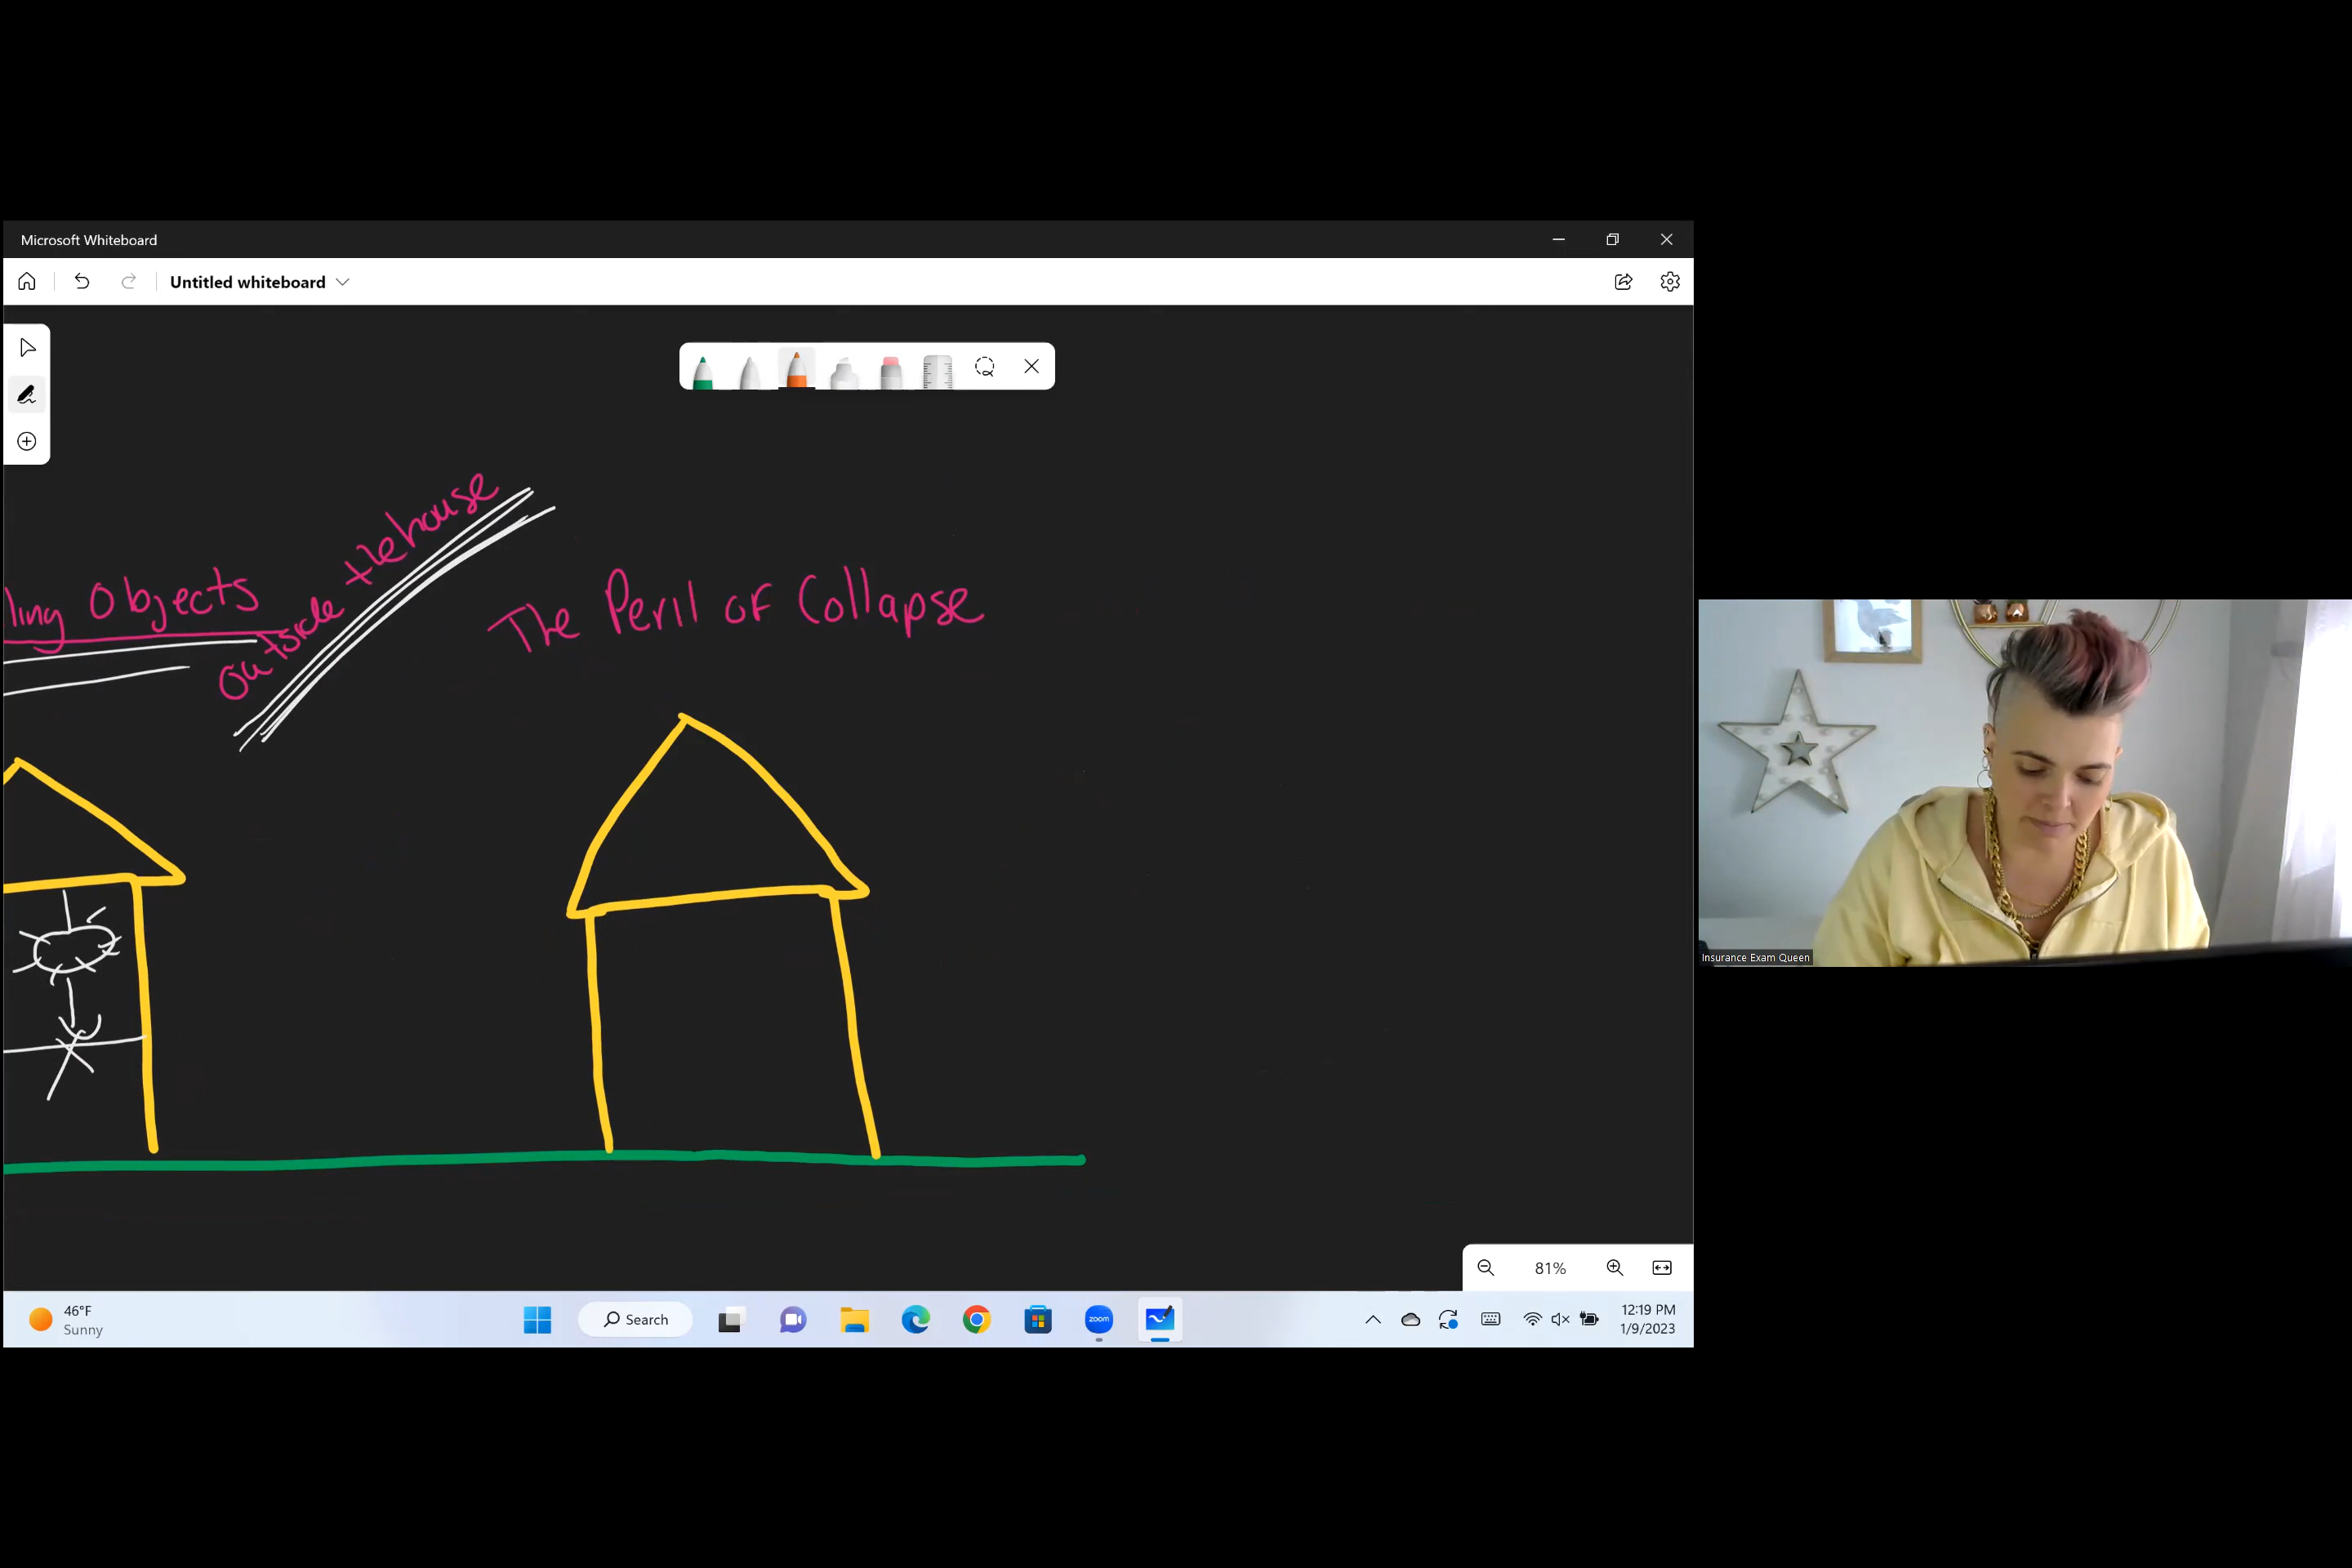 Microsoft Whiteboard
Untitled whiteboard
outside the house
ling Objects
The Peril of Collapse
Insurance Exam Queen
81%
46°F
Sunny
Search
zoom
12:19 PM
1/9/2023